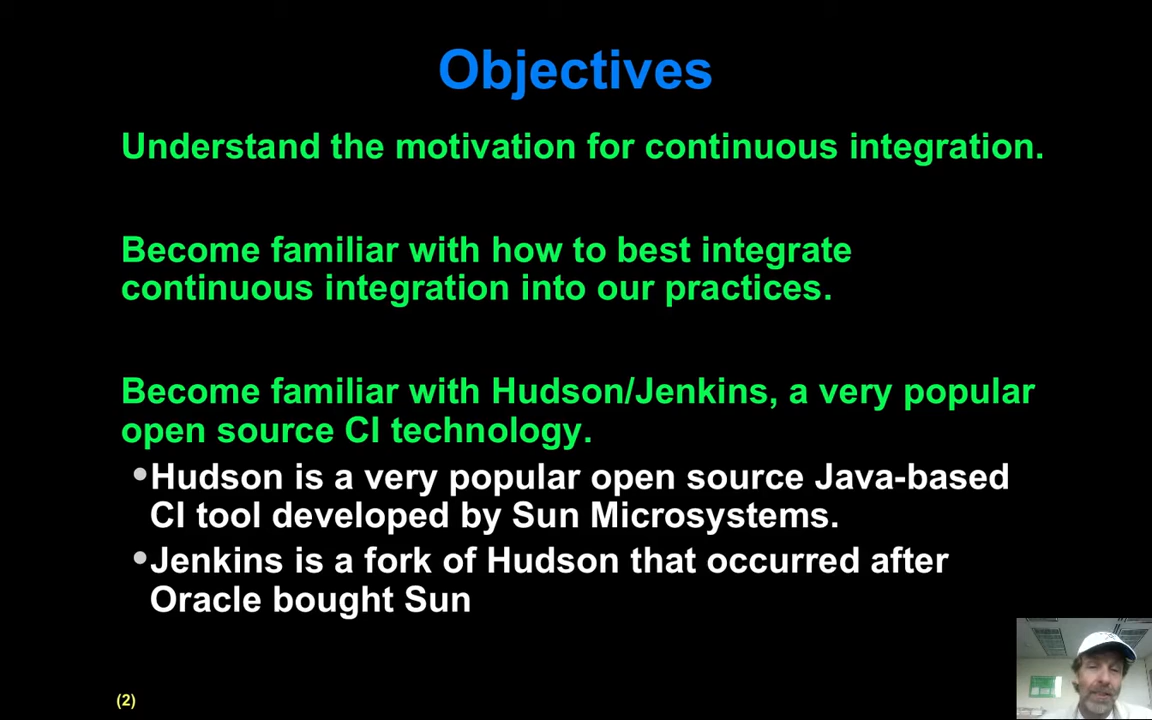 Objectives
Understand the motivation for continuous integration.
Become familiar with how to best integrate
continuous integration into our practices.
Become familiar with Hudson/Jenkins, a very popular
open source CI technology.
•Hudson is a very popular open source Java-based
CI tool developed by Sun Microsystems.
•Jenkins is a fork of Hudson that occurred after
Oracle bought Sun
(2)